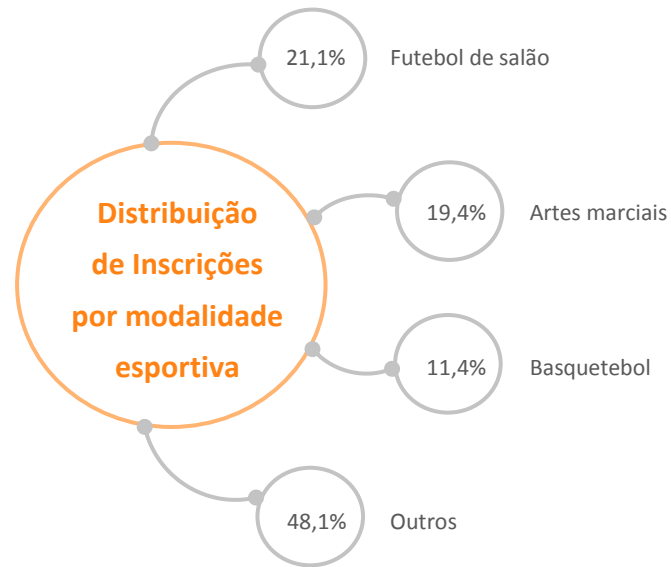 21,1% Futebol de salão
Distribuição
de Inscrições
por modalidade
esportiva
19,4% Artes marciais
11,4% Basquetebol
48,1% Outros